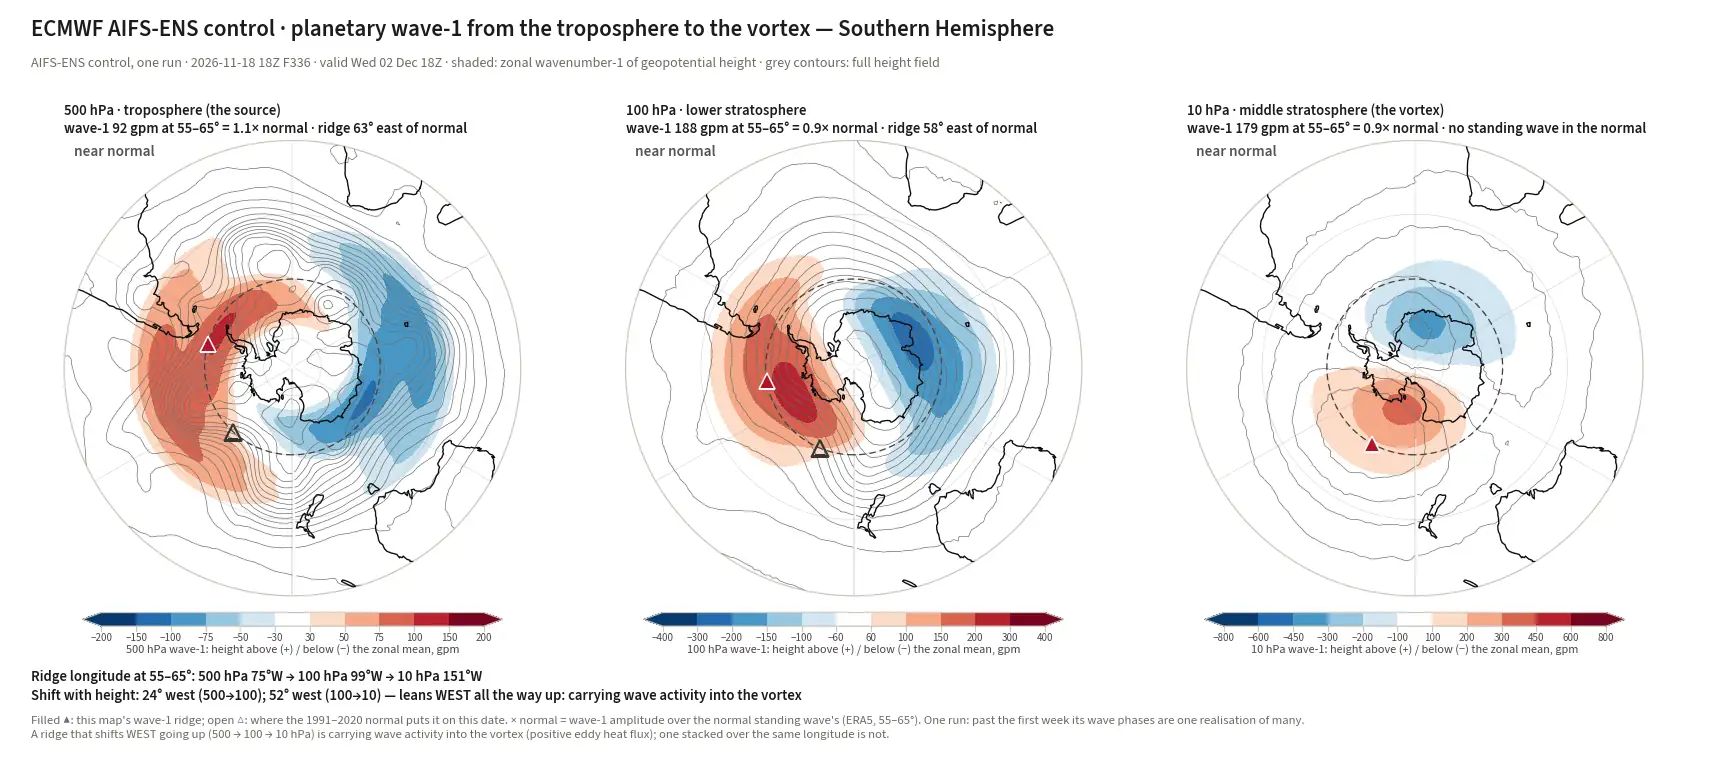 ECMWF AIFS-ENS control · planetary wave-1 from the troposphere to the vortex — Southern Hemisphere
AIFS-ENS control, one run · 2026-11-18 18Z F336 · valid Wed 02 Dec 18Z · shaded: zonal wavenumber-1 of geopotential height · grey contours: full height field
500 hPa · troposphere (the source)
wave-1 92 gpm at 55–65° = 1.1× normal · ridge 63° east of normal
near normal
100 hPa · lower stratosphere
wave-1 188 gpm at 55–65° = 0.9× normal · ridge 58° east of normal
near normal
10 hPa · middle stratosphere (the vortex)
wave-1 179 gpm at 55–65° = 0.9× normal · no standing wave in the normal
near normal
−200 −150 −100 −75 −50 −30 30 50 75 100 150 200
500 hPa wave-1: height above (+) / below (−) the zonal mean, gpm
−400 −300 −200 −150 −100 −60 60 100 150 200 300 400
100 hPa wave-1: height above (+) / below (−) the zonal mean, gpm
−800 −600 −450 −300 −200 −100 100 200 300 450 600 800
10 hPa wave-1: height above (+) / below (−) the zonal mean, gpm
Ridge longitude at 55–65°: 500 hPa 75°W → 100 hPa 99°W → 10 hPa 151°W
Shift with height: 24° west (500→100); 52° west (100→10) — leans WEST all the way up: carrying wave activity into the vortex
Filled ▲: this map's wave-1 ridge; open △: where the 1991–2020 normal puts it on this date. × normal = wave-1 amplitude over the normal standing wave's (ERA5, 55–65°). One run: past the first week its wave phases are one realisation of many.
A ridge that shifts WEST going up (500 → 100 → 10 hPa) is carrying wave activity into the vortex (positive eddy heat flux); one stacked over the same longitude is not.